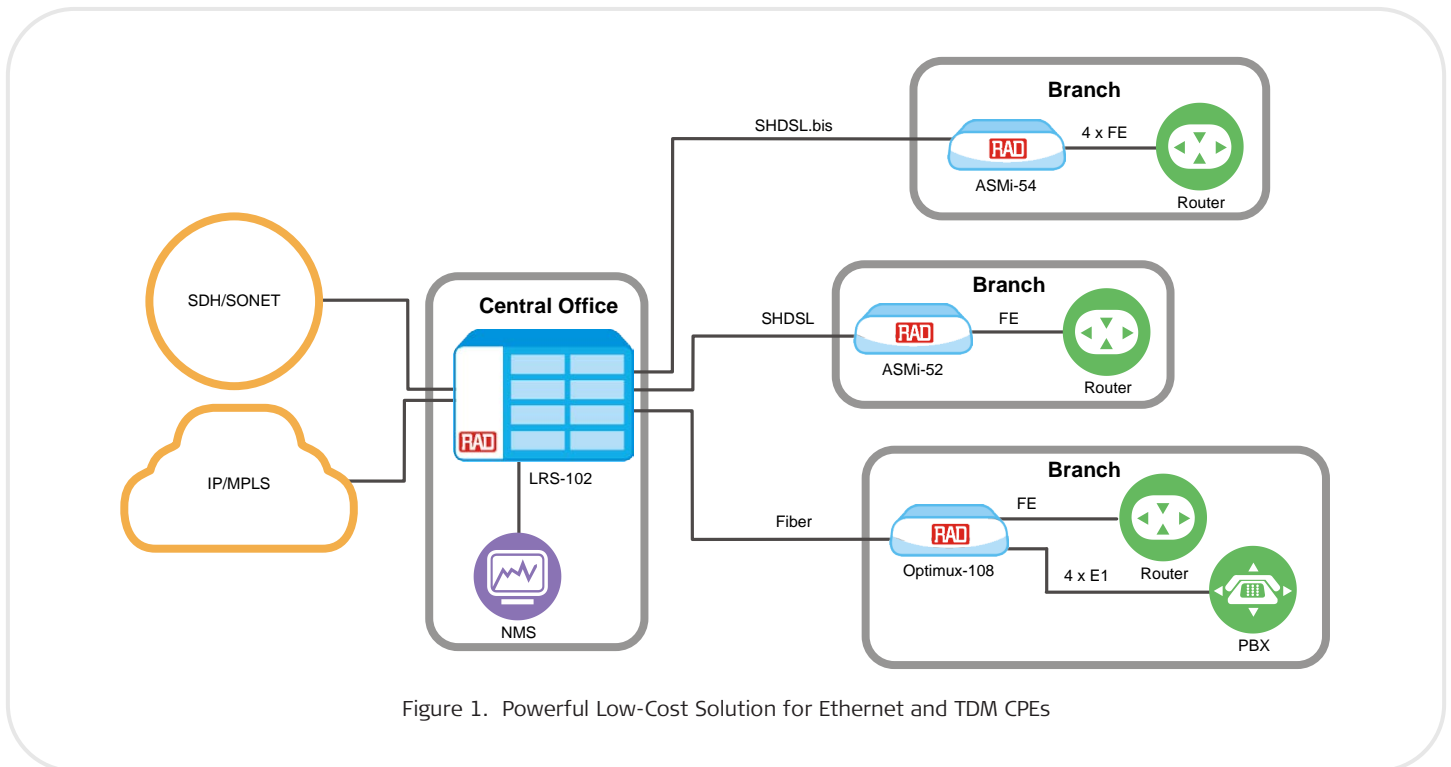 Branch
SHDSL.bis
4 x FE
RAD
ASMi-54
Router
SDH/SONET
Central Office
Branch
SHDSL
FE
RAD
ASMi-52
Router
RAD
LRS-102
IP/MPLS
NMS
Branch
Fiber
FE
RAD
Optimux-108
Router
4 x E1
PBX
Figure 1. Powerful Low-Cost Solution for Ethernet and TDM CPEs